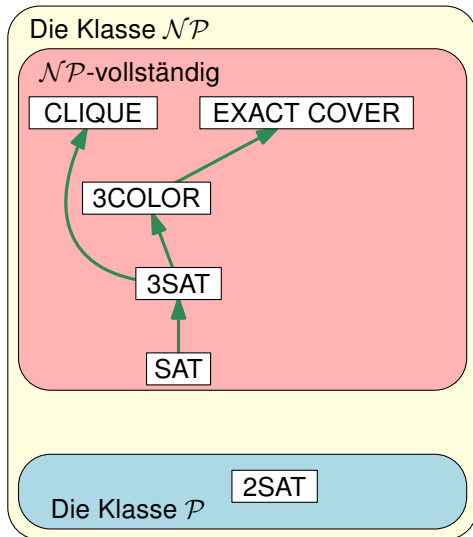 Die Klasse 𝒩𝒫
𝒩𝒫-vollständig
CLIQUE
EXACT COVER
3COLOR
3SAT
SAT
2SAT
Die Klasse 𝒫